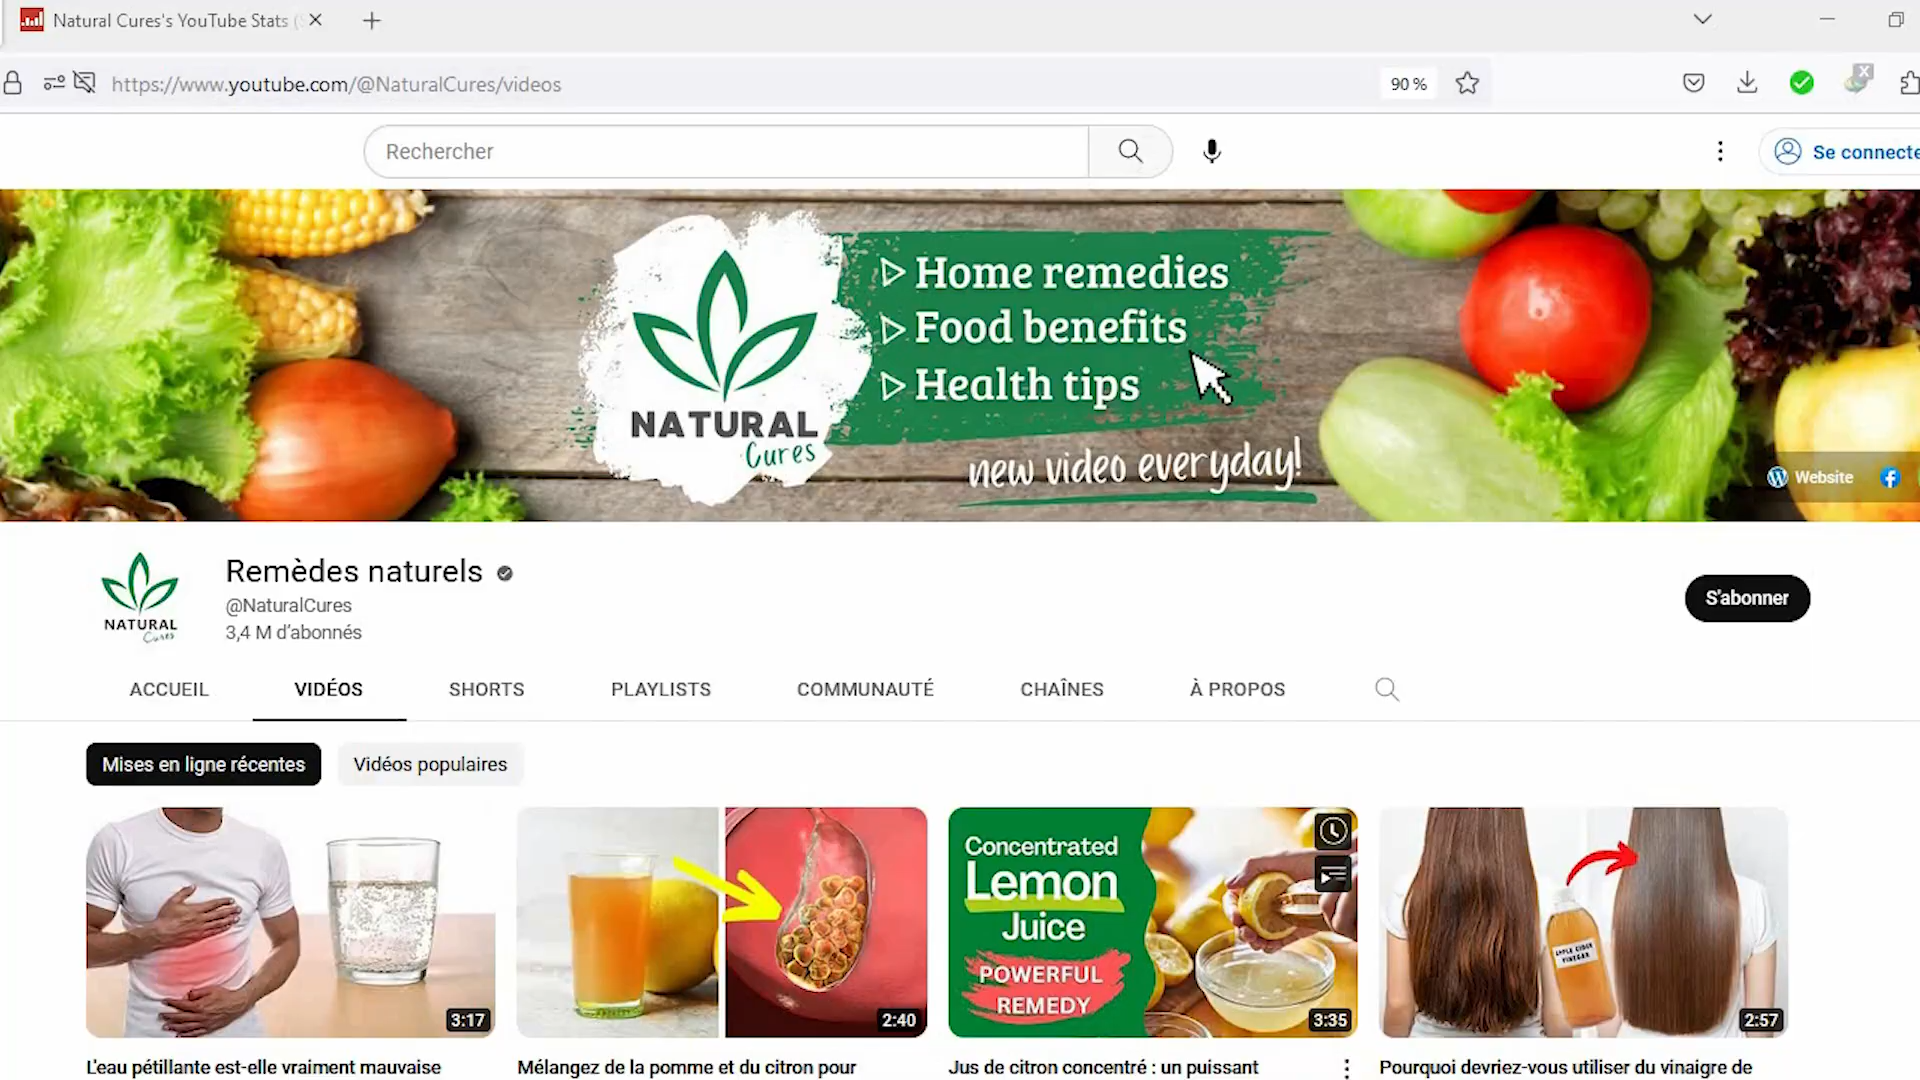 Natural Cures's YouTube Stats (
https://www.youtube.com/@NaturalCures/videos
90 %
Rechercher
Se connecte
Home remedies
Food benefits
Health tips
NATURAL
Cures
new video everyday!
Website
NATURAL
Cures
Remèdes naturels
@NaturalCures
3,4 M d’abonnés
S'abonner
ACCUEIL
VIDÉOS
SHORTS
PLAYLISTS
COMMUNAUTÉ
CHAÎNES
À PROPOS
Mises en ligne récentes
Vidéos populaires
3:17
2:40
Concentrated
Lemon
Juice
POWERFUL
REMEDY
3:35
APPLE CIDER
VINEGAR
2:57
L'eau pétillante est-elle vraiment mauvaise
Mélangez de la pomme et du citron pour
Jus de citron concentré : un puissant
Pourquoi devriez-vous utiliser du vinaigre de